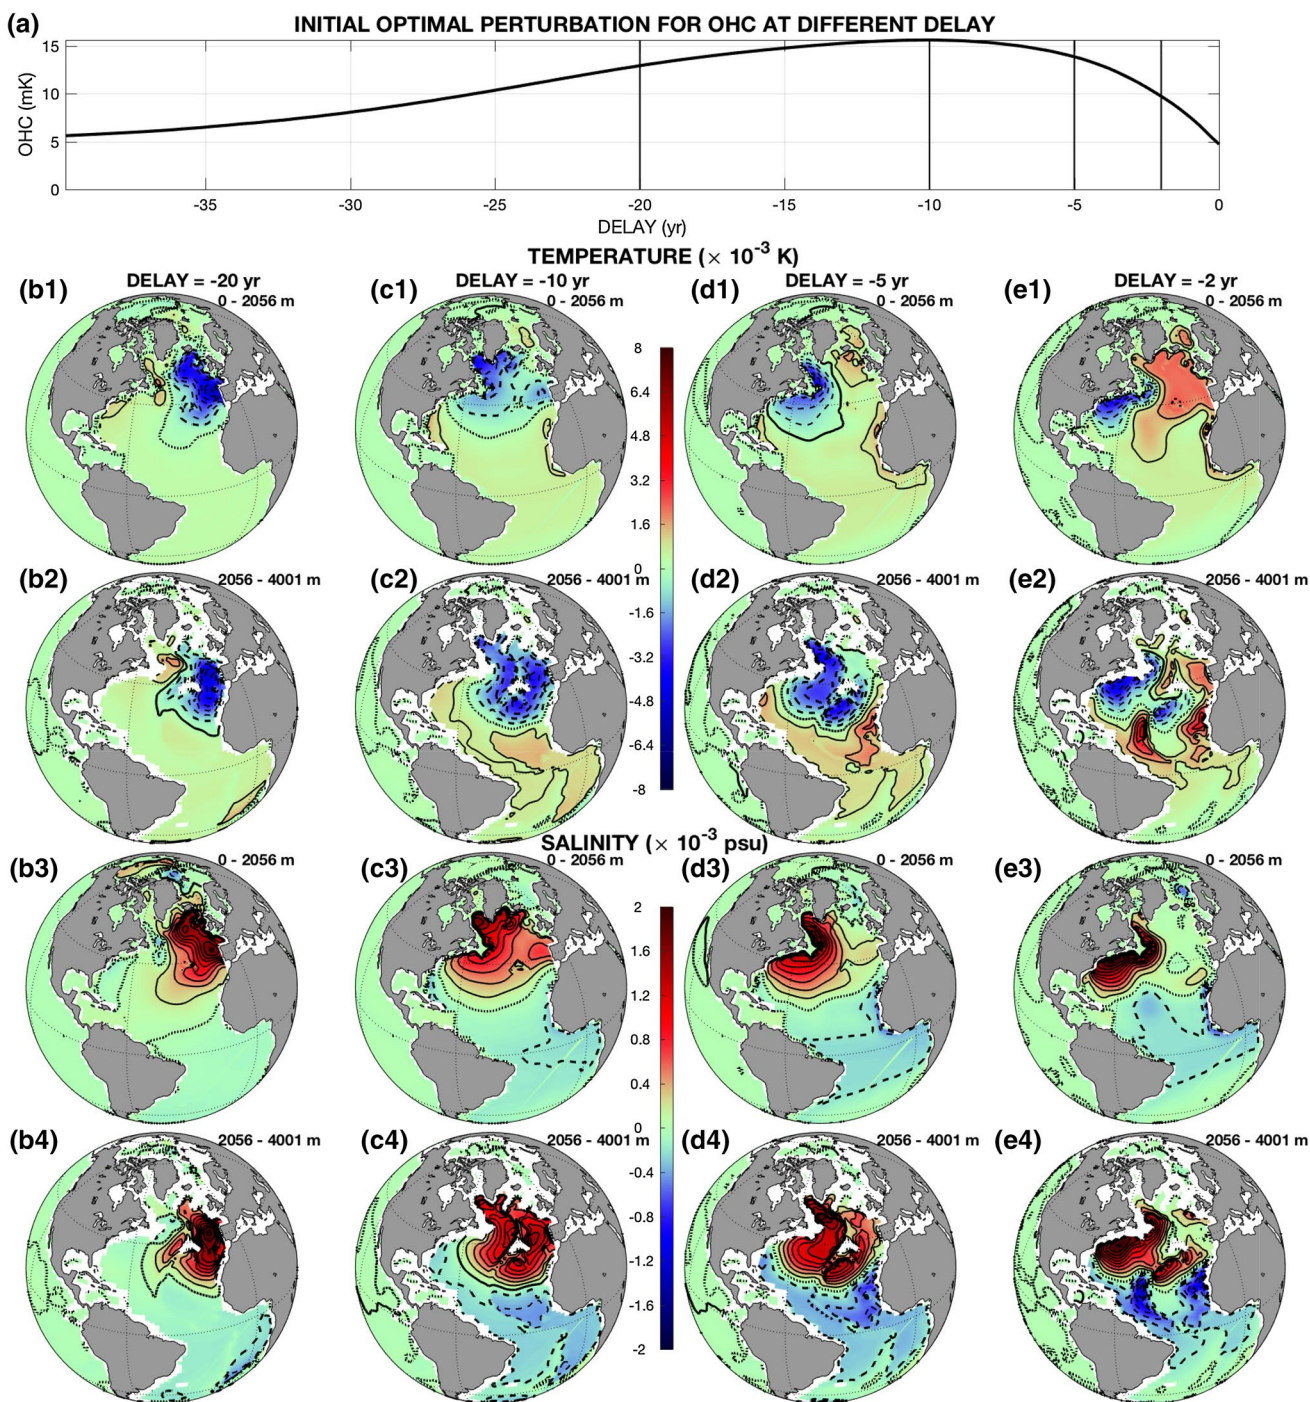 (a)
INITIAL OPTIMAL PERTURBATION FOR OHC AT DIFFERENT DELAY
OHC (mK)
15
10
5
0
-35 -30 -25 -20 -15 -10 -5 0
DELAY (yr)
TEMPERATURE (× 10-3 K)
(b1) DELAY = -20 yr 0 - 2056 m
(c1) DELAY = -10 yr 0 - 2056 m
(d1) DELAY = -5 yr 0 - 2056 m
(e1) DELAY = -2 yr 0 - 2056 m
8
6.4
4.8
3.2
1.6
0
-1.6
-3.2
-4.8
-6.4
-8
(b2) 2056 - 4001 m
(c2) 2056 - 4001 m
(d2) 2056 - 4001 m
(e2) 2056 - 4001 m
SALINITY (× 10-3 psu)
(b3) 0 - 2056 m
(c3) 0 - 2056 m
(d3) 0 - 2056 m
(e3) 0 - 2056 m
2
1.6
1.2
0.8
0.4
0
-0.4
-0.8
-1.2
-1.6
-2
(b4) 2056 - 4001 m
(c4) 2056 - 4001 m
(d4) 2056 - 4001 m
(e4) 2056 - 4001 m